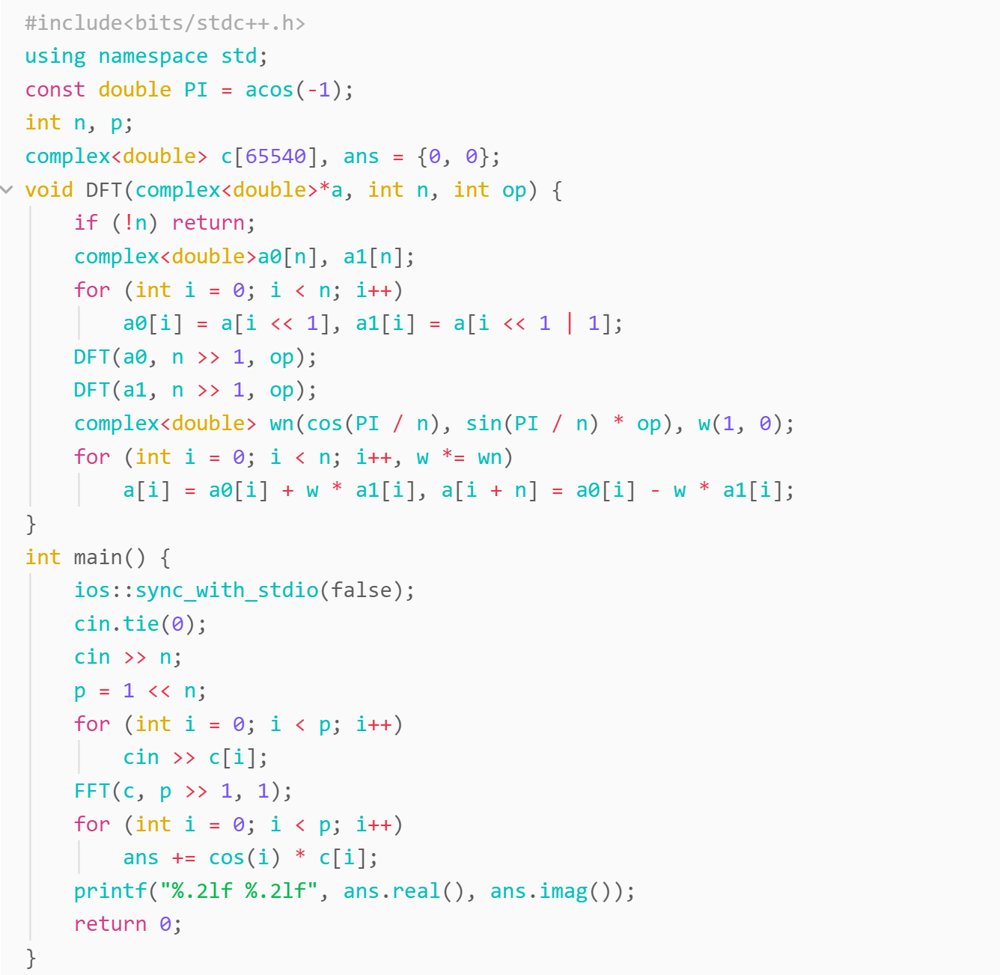 #include<bits/stdc++.h>
using namespace std;
const double PI = acos(-1);
int n, p;
complex<double> c[65540], ans = {0, 0};
void DFT(complex<double>*a, int n, int op) {
    if (!n) return;
    complex<double>a0[n], a1[n];
    for (int i = 0; i < n; i++)
        a0[i] = a[i << 1], a1[i] = a[i << 1 | 1];
    DFT(a0, n >> 1, op);
    DFT(a1, n >> 1, op);
    complex<double> wn(cos(PI / n), sin(PI / n) * op), w(1, 0);
    for (int i = 0; i < n; i++, w *= wn)
        a[i] = a0[i] + w * a1[i], a[i + n] = a0[i] - w * a1[i];
}
int main() {
    ios::sync_with_stdio(false);
    cin.tie(0);
    cin >> n;
    p = 1 << n;
    for (int i = 0; i < p; i++)
        cin >> c[i];
    FFT(c, p >> 1, 1);
    for (int i = 0; i < p; i++)
        ans += cos(i) * c[i];
    printf("%.2lf %.2lf", ans.real(), ans.imag());
    return 0;
}